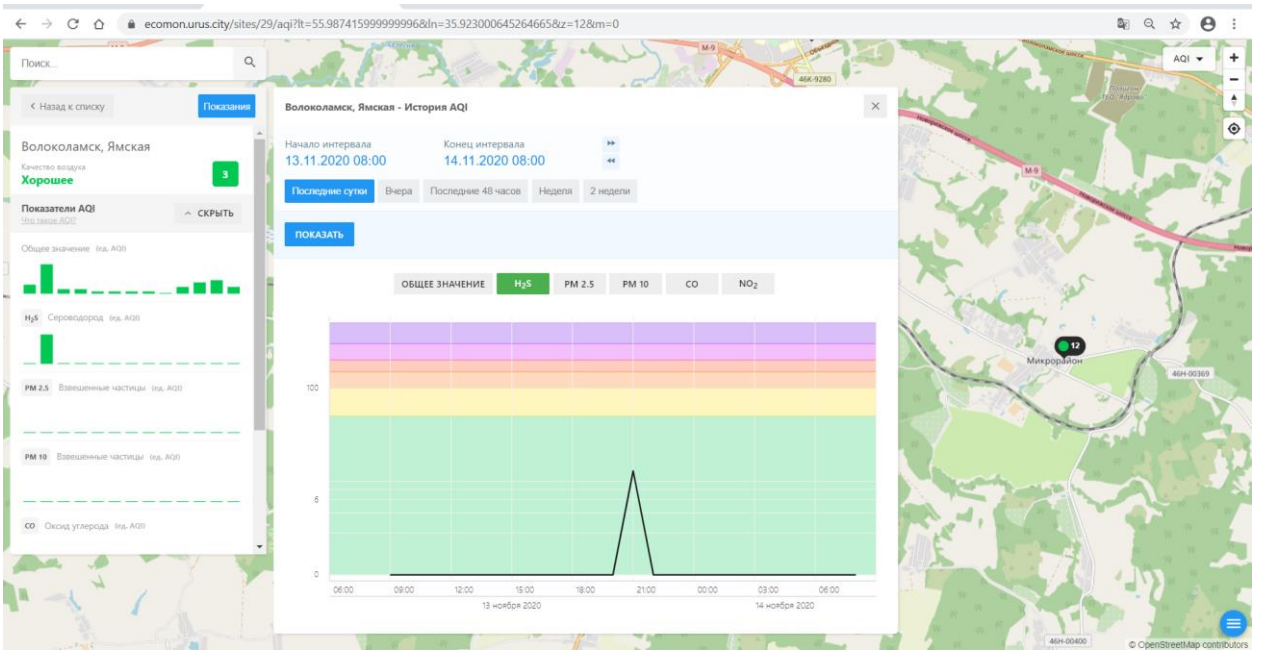 ecomon.urus.city/sites/29/aqi?lt=55.987415999999996&ln=35.923000645264665&z=12&m=0
Поиск...
AQI
М-9
46К-9280
< Назад к списку
Показания
Волоколамск, Ямская - История AQI
Волоколамск, Ямская
Качество воздуха
Хорошее
3
Начало интервала
Конец интервала
13.11.2020 08:00
14.11.2020 08:00
Последние сутки
Вчера
Последние 48 часов
Неделя
2 недели
Показатели AQI
Что такое AQI?
СКРЫТЬ
ПОКАЗАТЬ
Общее значение (ед. AQI)
ОБЩЕЕ ЗНАЧЕНИЕ
H₂S
PM 2.5
PM 10
CO
NO₂
H₂S Сероводород (ед. AQI)
PM 2.5 Взвешенные частицы (ед. AQI)
PM 10 Взвешенные частицы (ед. AQI)
CO Оксид углерода (ед. AQI)
100
6
0
06:00
09:00
12:00
15:00
18:00
21:00
00:00
03:00
06:00
13 ноября 2020
14 ноября 2020
М-9
Новорижское шоссе
12
Микрорайон
46Н-00369
46Н-00400
© OpenStreetMap contributors